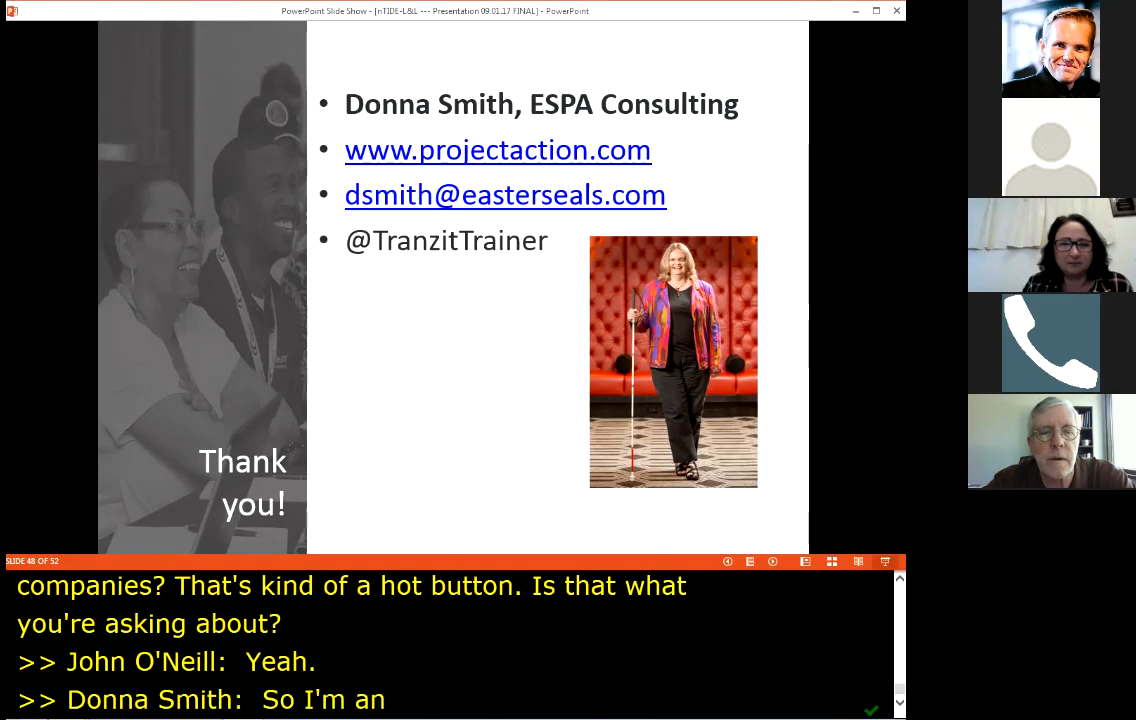 PowerPoint Slide Show - [nTIDE-L&L --- Presentation 09.01.17 FINAL] - PowerPoint
• Donna Smith, ESPA Consulting
• www.projectaction.com
• dsmith@easterseals.com
• @TranzitTrainer
Thank
you!
SLIDE 48 OF 52
companies? That's kind of a hot button. Is that what
you're asking about?
>> John O'Neill:  Yeah.
>> Donna Smith:  So I'm an